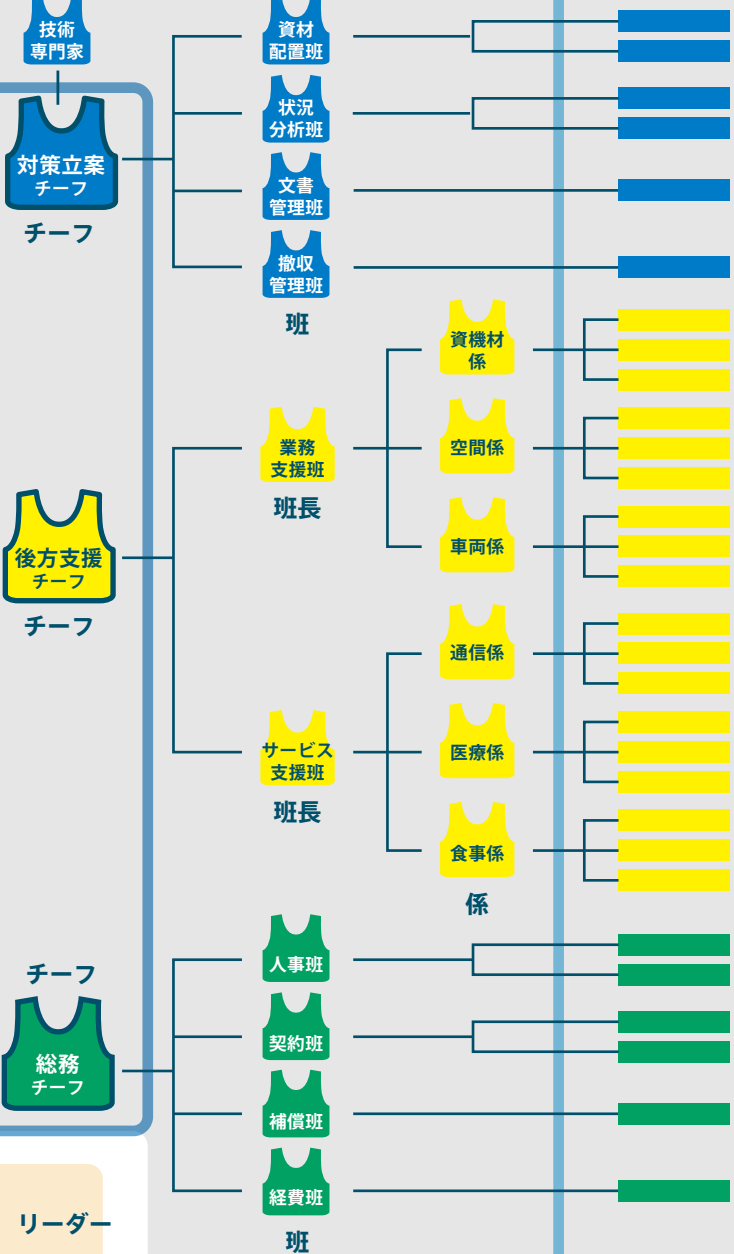 技術
専門家
対策立案
チーフ
チーフ
資材
配置班
状況
分析班
文書
管理班
撤収
管理班
班
後方支援
チーフ
チーフ
業務
支援班
班長
資機材
係
空間係
車両係
サービス
支援班
班長
通信係
医療係
食事係
係
チーフ
総務
チーフ
人事班
契約班
補償班
経費班
班
リーダー